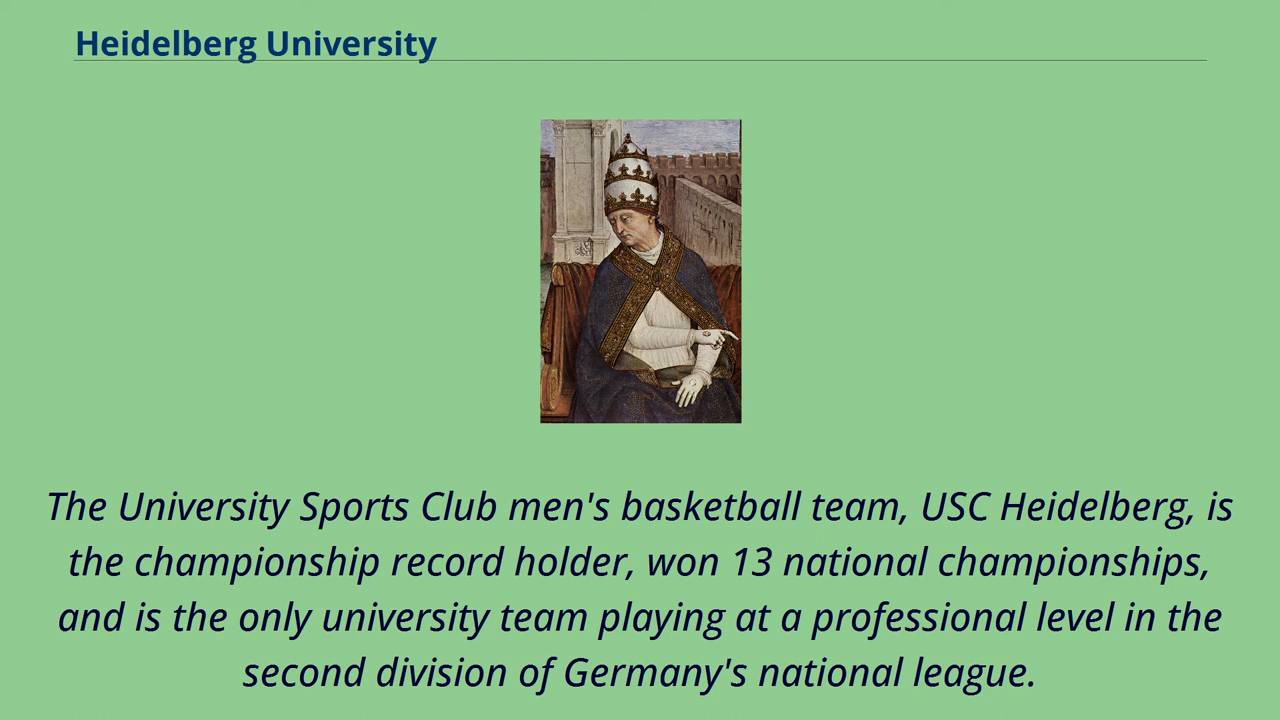 Heidelberg University
The University Sports Club men's basketball team, USC Heidelberg, is
the championship record holder, won 13 national championships,
and is the only university team playing at a professional level in the
second division of Germany's national league.